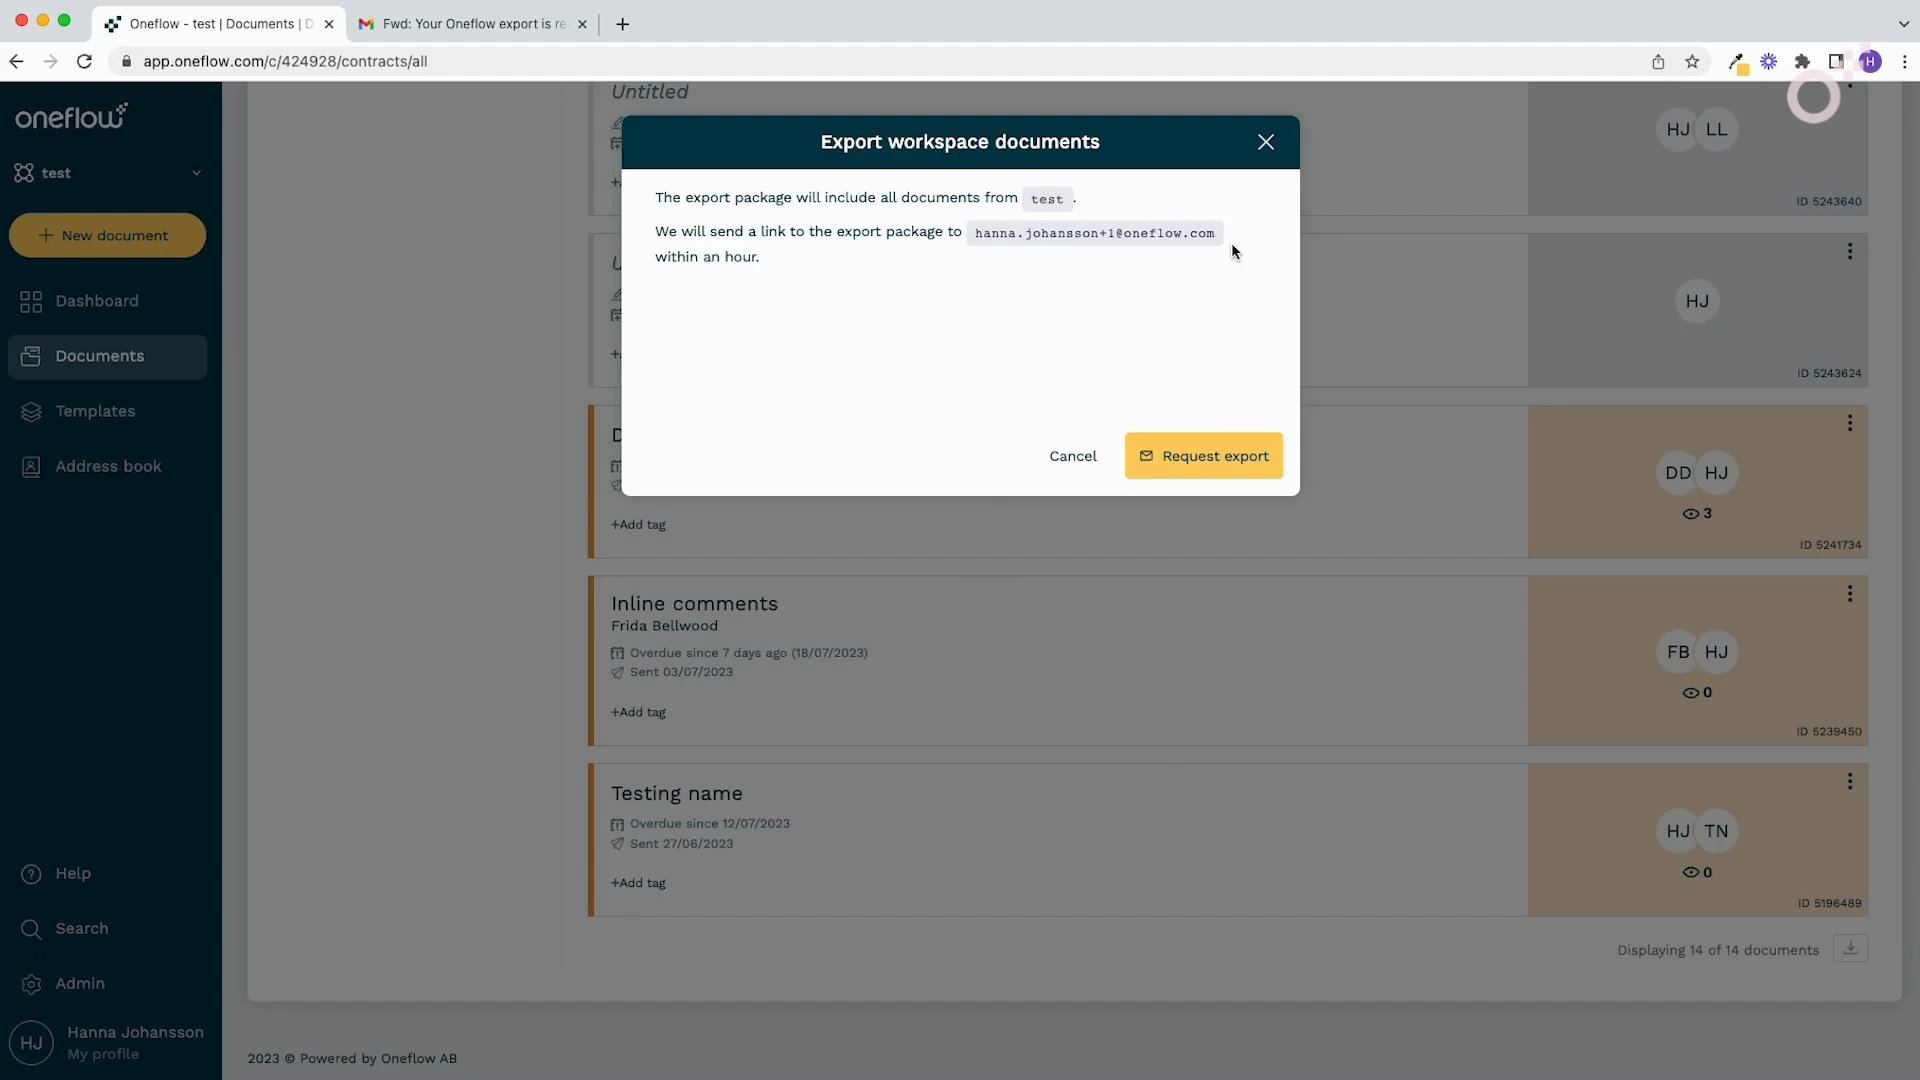 Oneflow - test | Documents | D
Fwd: Your Oneflow export is re
app.oneflow.com/c/424928/contracts/all
H
oneflow
test
+ New document
Dashboard
Documents
Templates
Address book
Help
Search
Admin
HJ
Hanna Johansson
My profile
Untitled
HJ LL
ID 5243640
Export workspace documents
The export package will include all documents from test .
We will send a link to the export package to hanna.johansson+1@oneflow.com
within an hour.
Cancel
Request export
HJ
ID 5243624
DD HJ
3
ID 5241734
+Add tag
Inline comments
Frida Bellwood
Overdue since 7 days ago (18/07/2023)
Sent 03/07/2023
+Add tag
FB HJ
0
ID 5239450
Testing name
Overdue since 12/07/2023
Sent 27/06/2023
+Add tag
HJ TN
0
ID 5196489
Displaying 14 of 14 documents
2023 © Powered by Oneflow AB